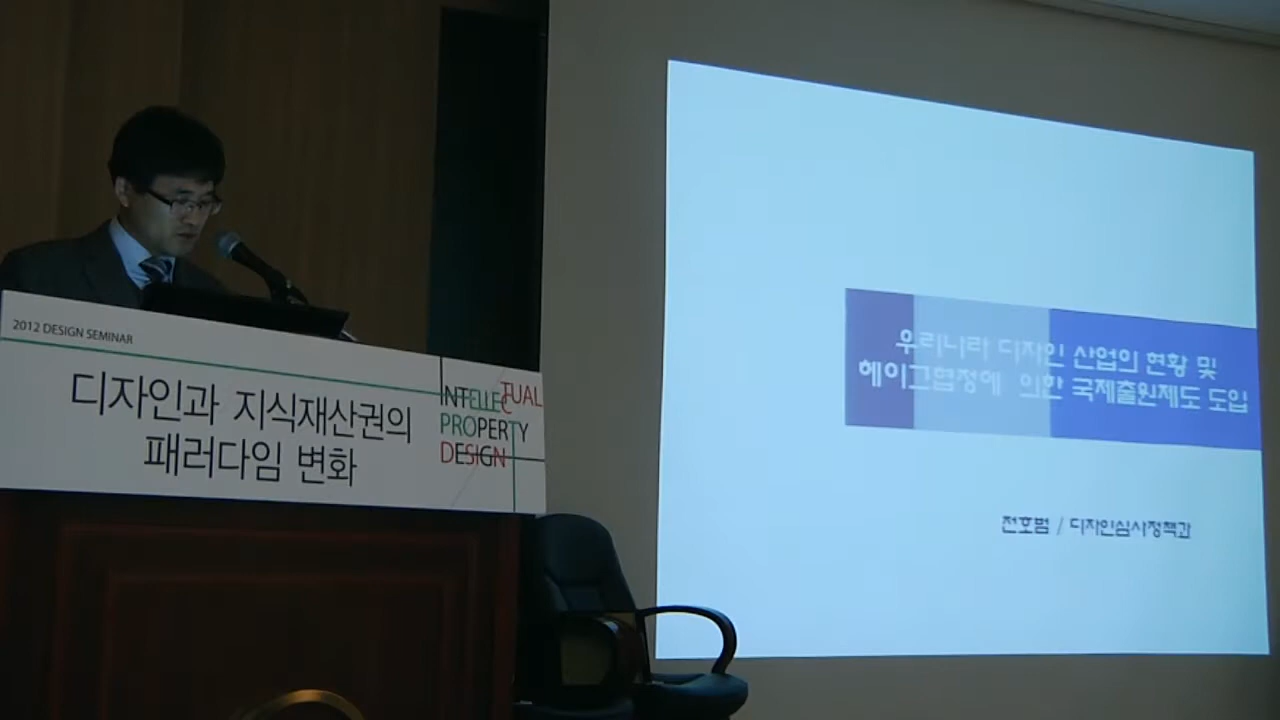 2012 DESIGN SEMINAR
디자인과 지식재산권의
패러다임 변화
INTELLECTUAL
PROPERTY
DESIGN
우리나라 디자인 산업의 현황 및
헤이그협정에 의한 국제출원제도 도입
전호범 / 디자인심사정책과